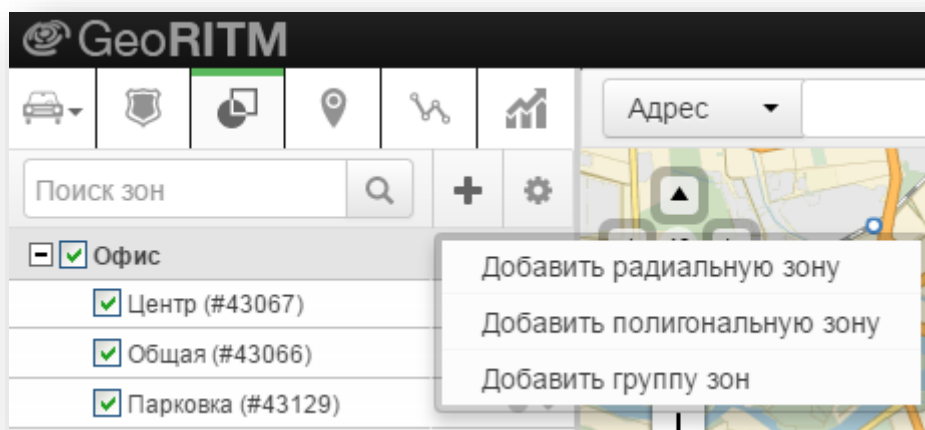 GeoRITM
Адрес
Поиск зон
Офис
Центр (#43067)
Общая (#43066)
Парковка (#43129)
Добавить радиальную зону
Добавить полигональную зону
Добавить группу зон